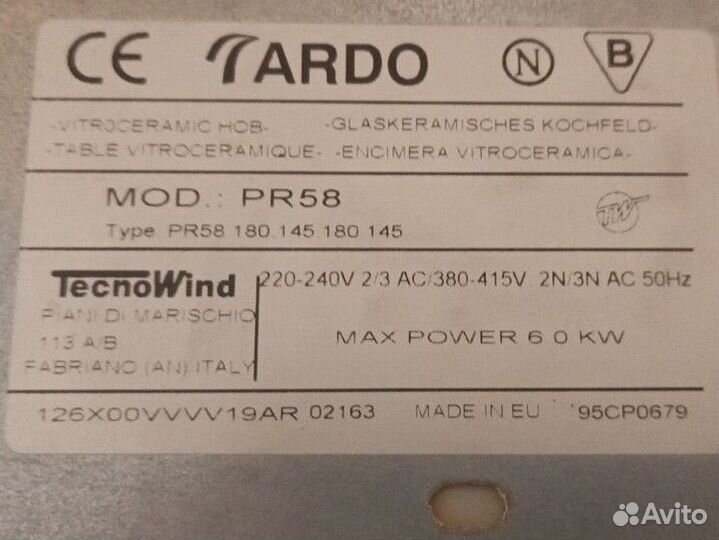 CE ARDO N B
-VITROCERAMIC HOB- -GLASKERAMISCHES KOCHFELD-
-TABLE VITROCERAMIQUE- -ENCIMERA VITROCERAMICA-
MOD.: PR58
TW
Type PR58 180.145.180 145
TecnoWind
220-240V 2/3 AC/380-415V 2N/3N AC 50Hz
PIANI DI MARISCHIO
113 A/B
MAX POWER 6 0 KW
FABRIANO (AN) ITALY
126X00VVVV19AR 02163 MADE IN EU '95CP0679
Avito